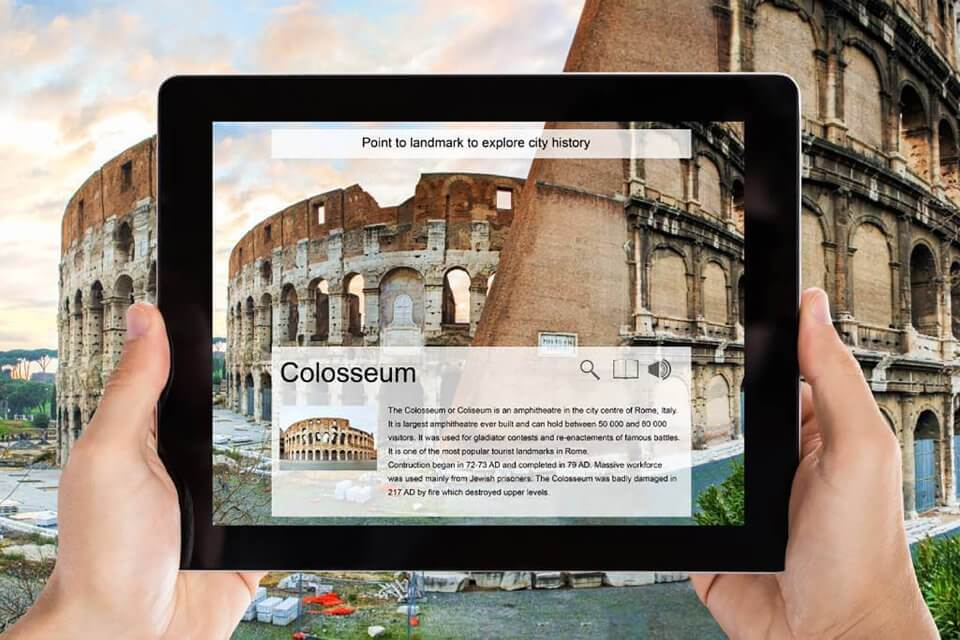 Point to landmark to explore city history
Colosseum
The Colosseum or Coliseum is an amphitheatre in the city centre of Rome, Italy.
It is largest amphitheatre ever built and can hold between 50 000 and 80 000
visitors. It was used for gladiator contests and re-enactements of famous battles.
It is one of the most popular tourist landmarks in Rome.
Contruction began in 72-73 AD and completed in 79 AD. Massive workforce
was used mainly from Jewish prisoners. The Colosseum was badly damaged in
217 AD by fire which destroyed upper levels.